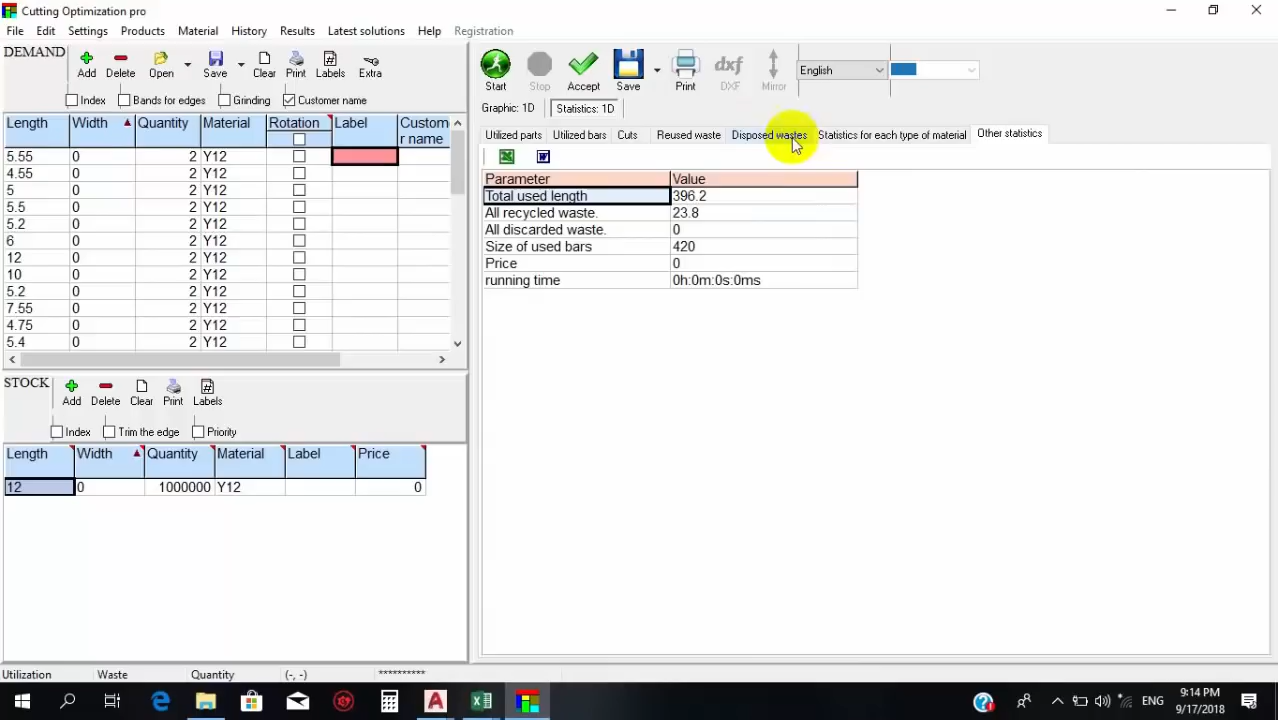 Cutting Optimization pro
File Edit Settings Products Material History Results Latest solutions Help Registration
DEMAND
Add Delete Open Save Clear Print Labels Extra
Index Bands for edges Grinding Customer name
Length Width Quantity Material Rotation Label Custome
r name
5.55 0 2 Y12
4.55 0 2 Y12
5 0 2 Y12
5.5 0 2 Y12
5.2 0 2 Y12
6 0 2 Y12
12 0 2 Y12
10 0 2 Y12
5.2 0 2 Y12
7.55 0 2 Y12
4.75 0 2 Y12
5.4 0 2 Y12
STOCK
Add Delete Clear Print Labels
Index Trim the edge Priority
Length Width Quantity Material Label Price
12 0 1000000 Y12 0
Utilization Waste Quantity (-, -) **********
Start Stop Accept Save Print DXF Mirror English
Graphic: 1D Statistics: 1D
Utilized parts Utilized bars Cuts Reused waste Disposed wastes Statistics for each type of material Other statistics
Parameter Value
Total used length 396.2
All recycled waste. 23.8
All discarded waste. 0
Size of used bars 420
Price 0
running time 0h:0m:0s:0ms
ENG
9:14 PM
9/17/2018